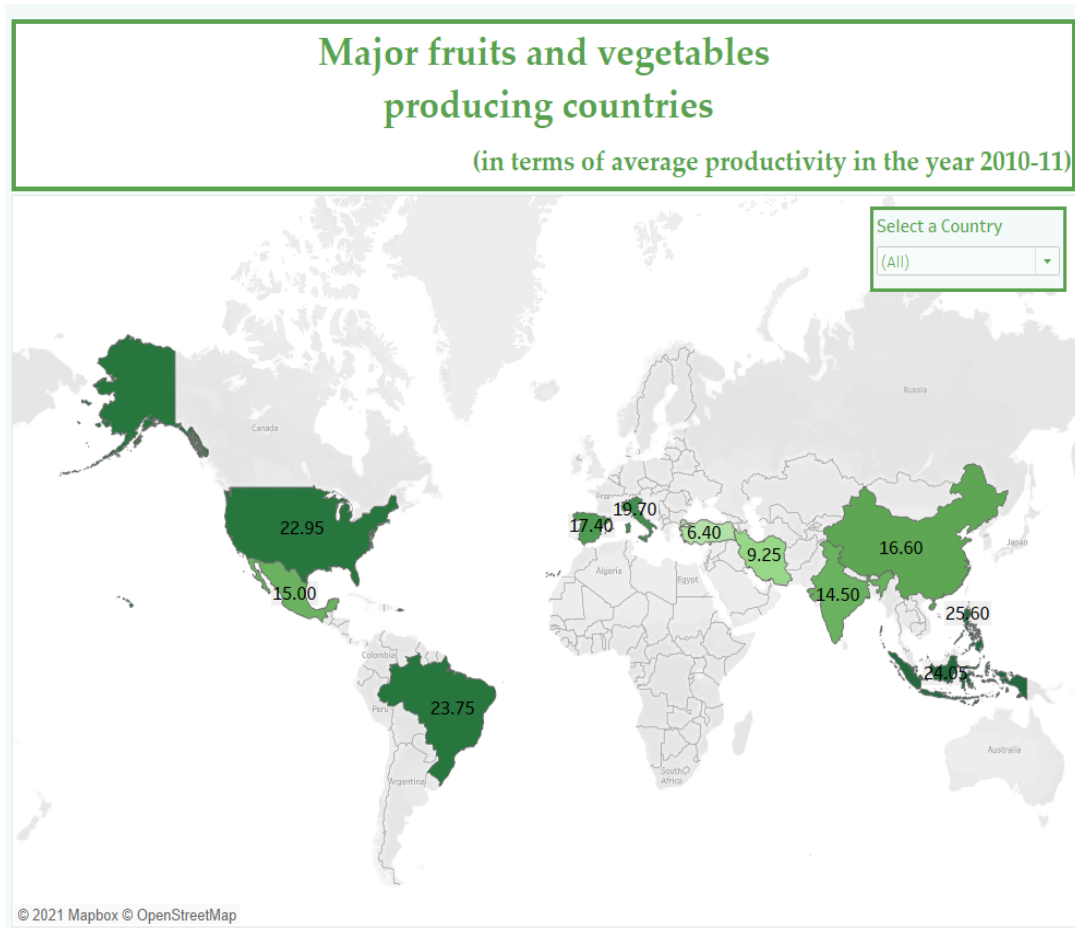 Major fruits and vegetables
producing countries
(in terms of average productivity in the year 2010-11)
Select a Country
(All)
Russia
Canada
France
19.70
22.95
17.40
6.40
Japan
16.60
9.25
Algeria
Egypt
15.00
14.50
25.60
Colombia
24.05
Peru
23.75
Australia
South
Africa
Argentina
© 2021 Mapbox © OpenStreetMap